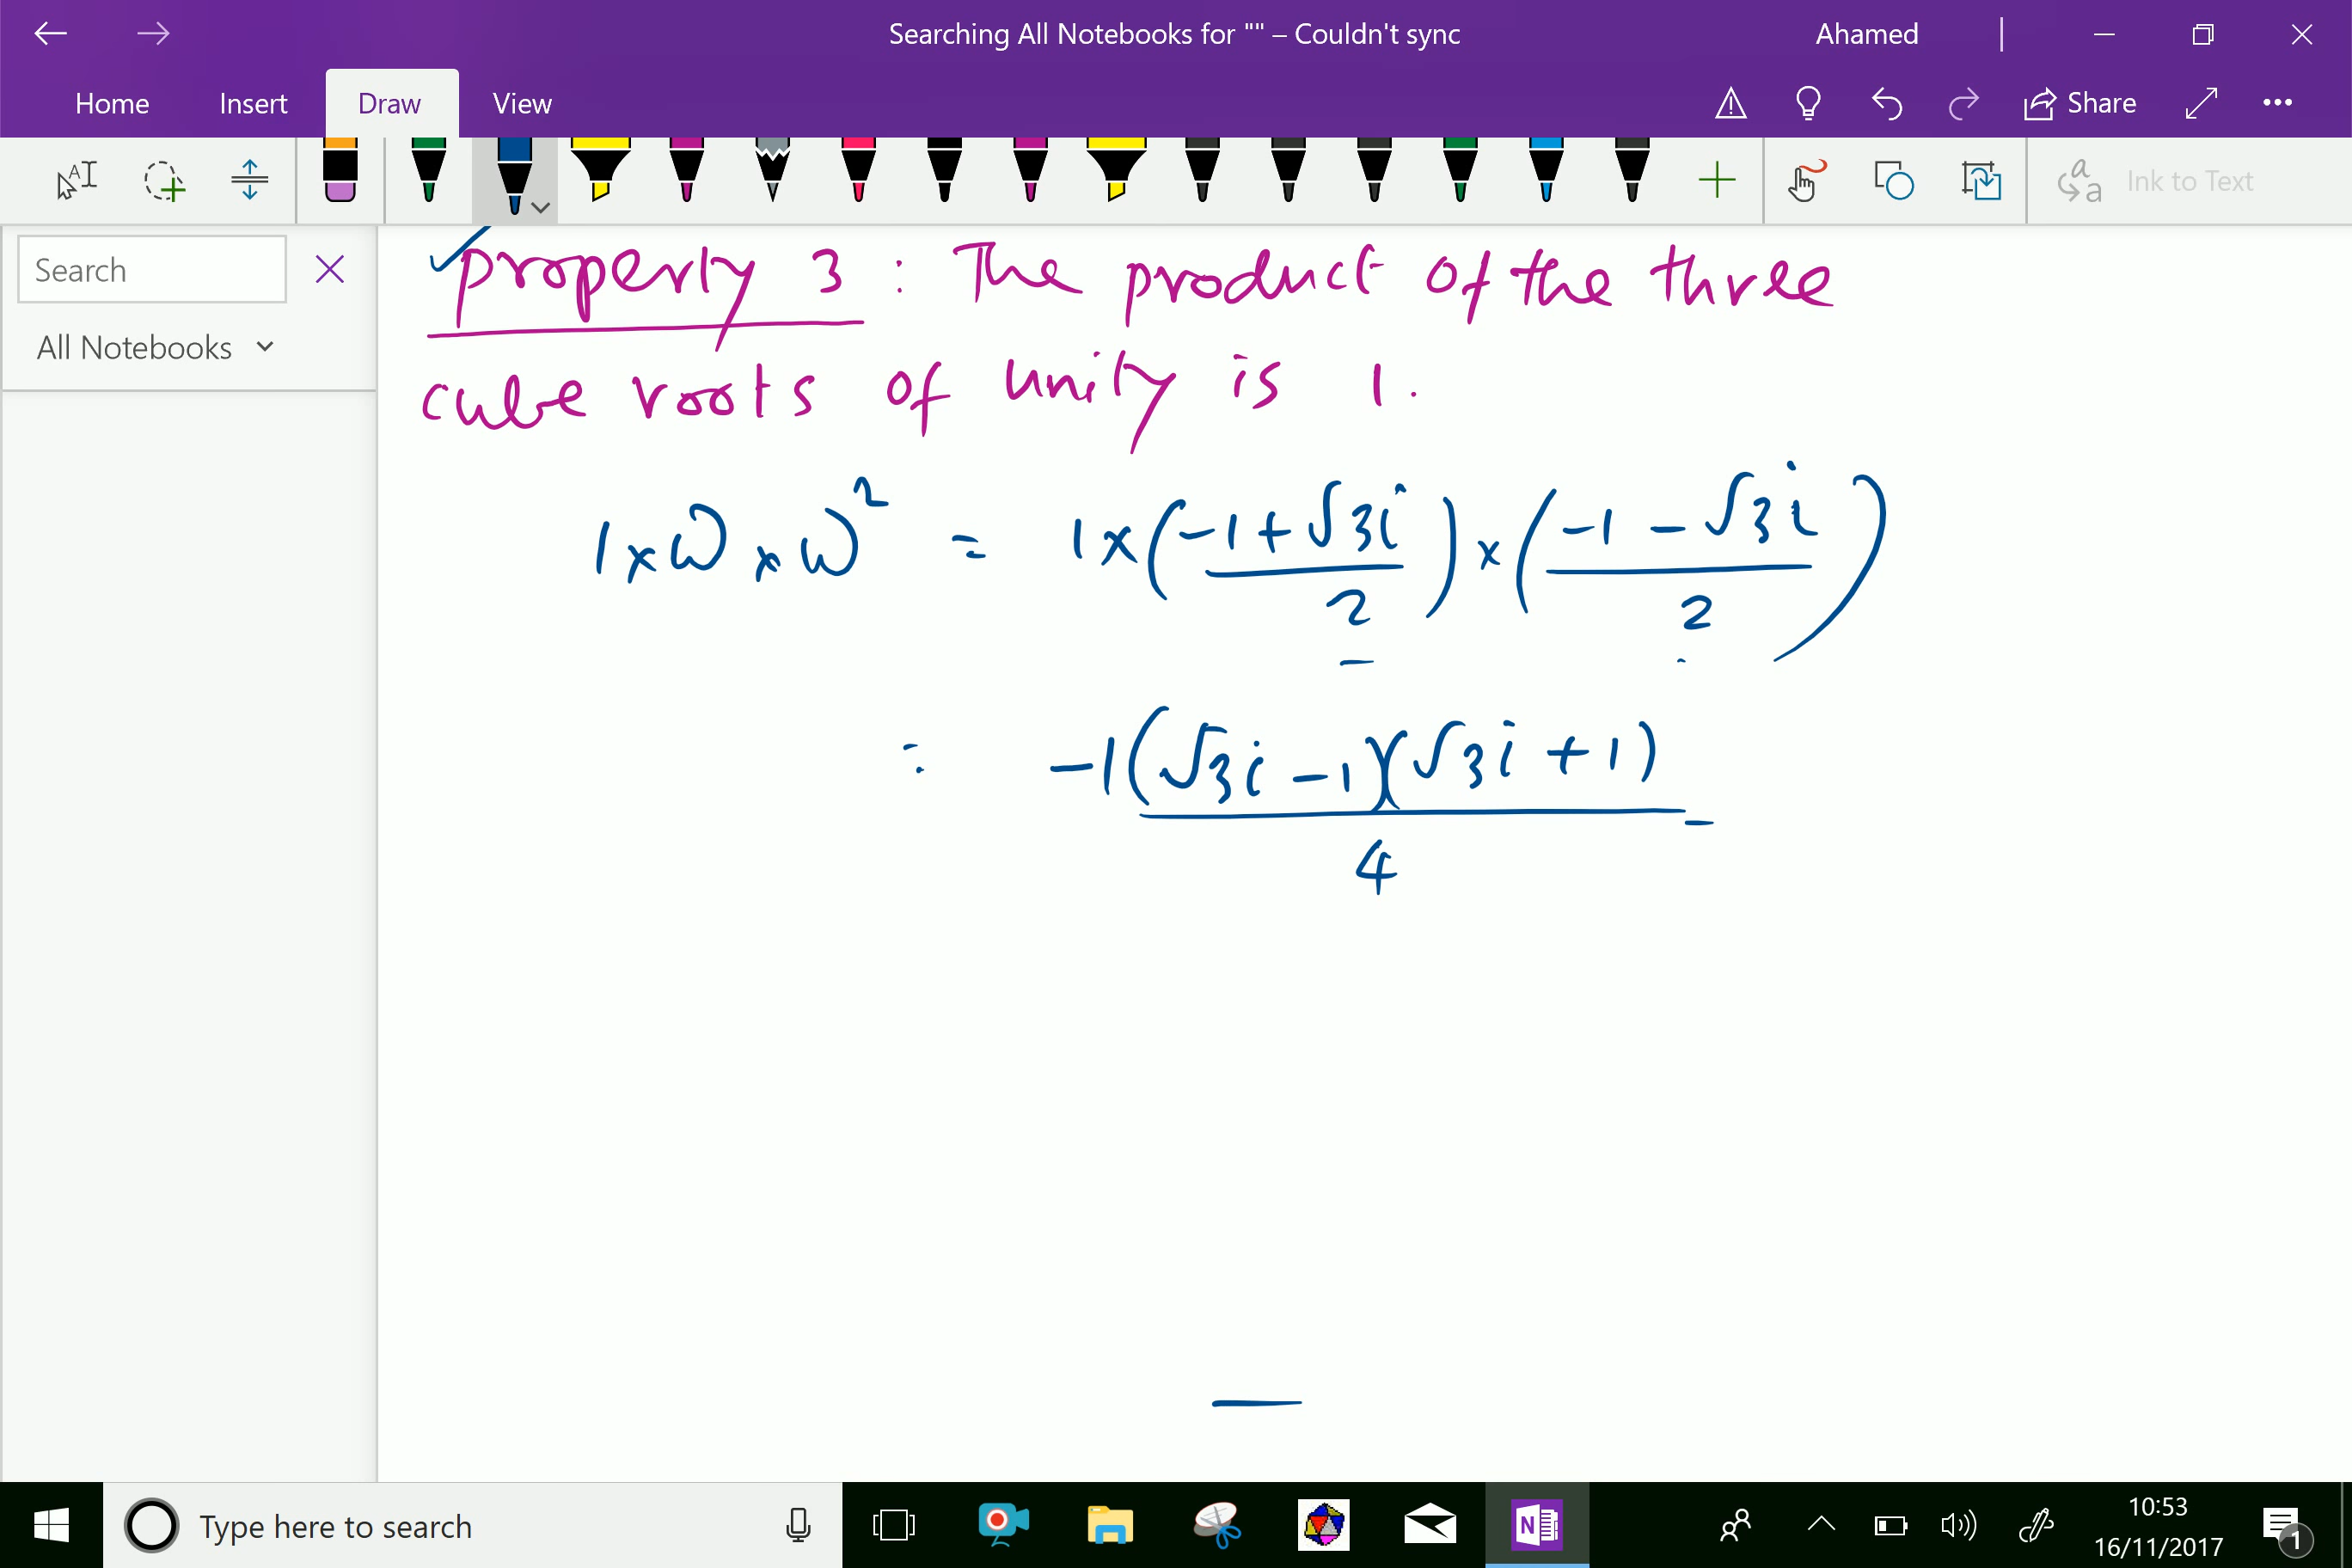 Searching All Notebooks for "" – Couldn't sync
Ahamed
Home Insert Draw View
Share
Ink to Text
Search
All Notebooks
Property 3 : The product of the three
cube roots of unity is 1.
1 × ω × ω² = 1 × (-1 + √3i / 2) × (-1 - √3i / 2)
= -1(√3i - 1)(√3i + 1) / 4
Type here to search
10:53
16/11/2017
1